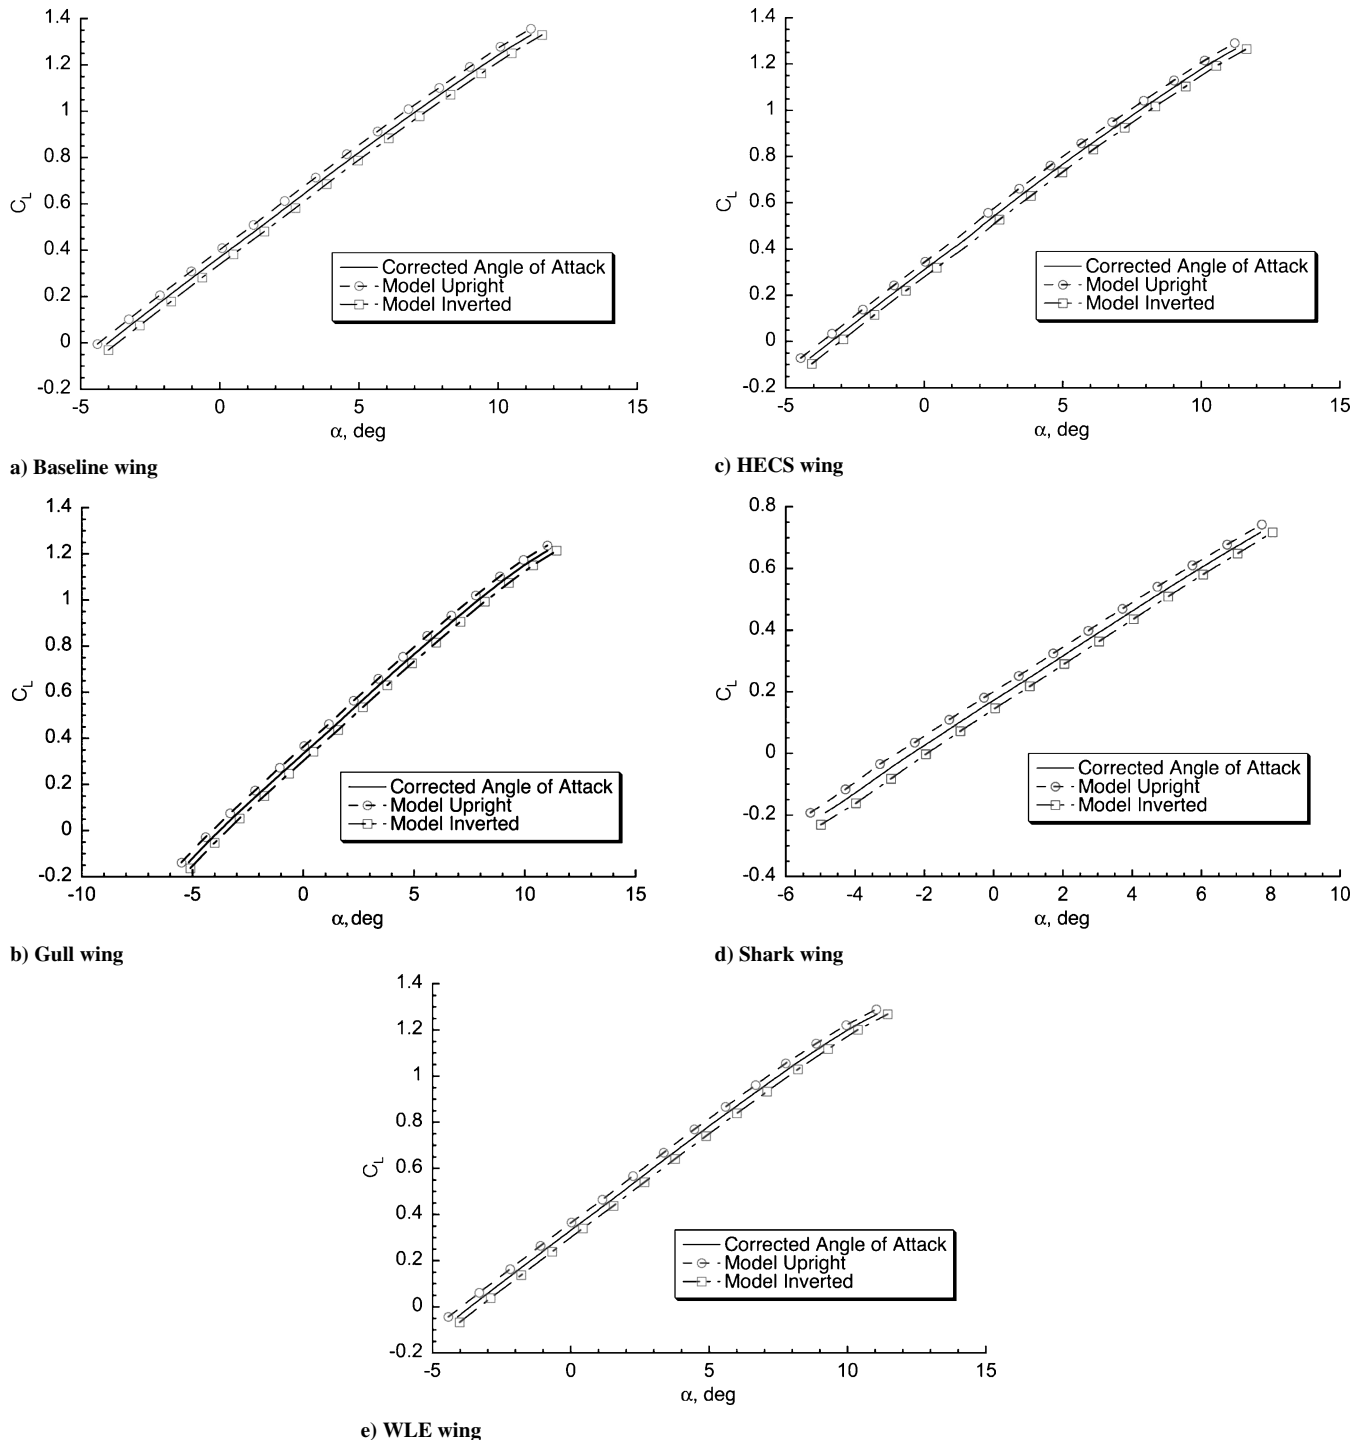 1.4
1.2
1
0.8
0.6
0.4
0.2
0
-0.2
C_L
-5
0
5
10
15
α, deg
Corrected Angle of Attack
Model Upright
Model Inverted
a) Baseline wing
1.4
1.2
1
0.8
0.6
0.4
0.2
0
-0.2
C_L
-5
0
5
10
15
α, deg
Corrected Angle of Attack
Model Upright
Model Inverted
c) HECS wing
1.4
1.2
1
0.8
0.6
0.4
0.2
0
-0.2
C_L
-10
-5
0
5
10
15
α, deg
Corrected Angle of Attack
Model Upright
Model Inverted
b) Gull wing
0.8
0.6
0.4
0.2
0
-0.2
-0.4
C_L
-6
-4
-2
0
2
4
6
8
10
α, deg
Corrected Angle of Attack
Model Upright
Model Inverted
d) Shark wing
1.4
1.2
1
0.8
0.6
0.4
0.2
0
-0.2
C_L
-5
0
5
10
15
α, deg
Corrected Angle of Attack
Model Upright
Model Inverted
e) WLE wing